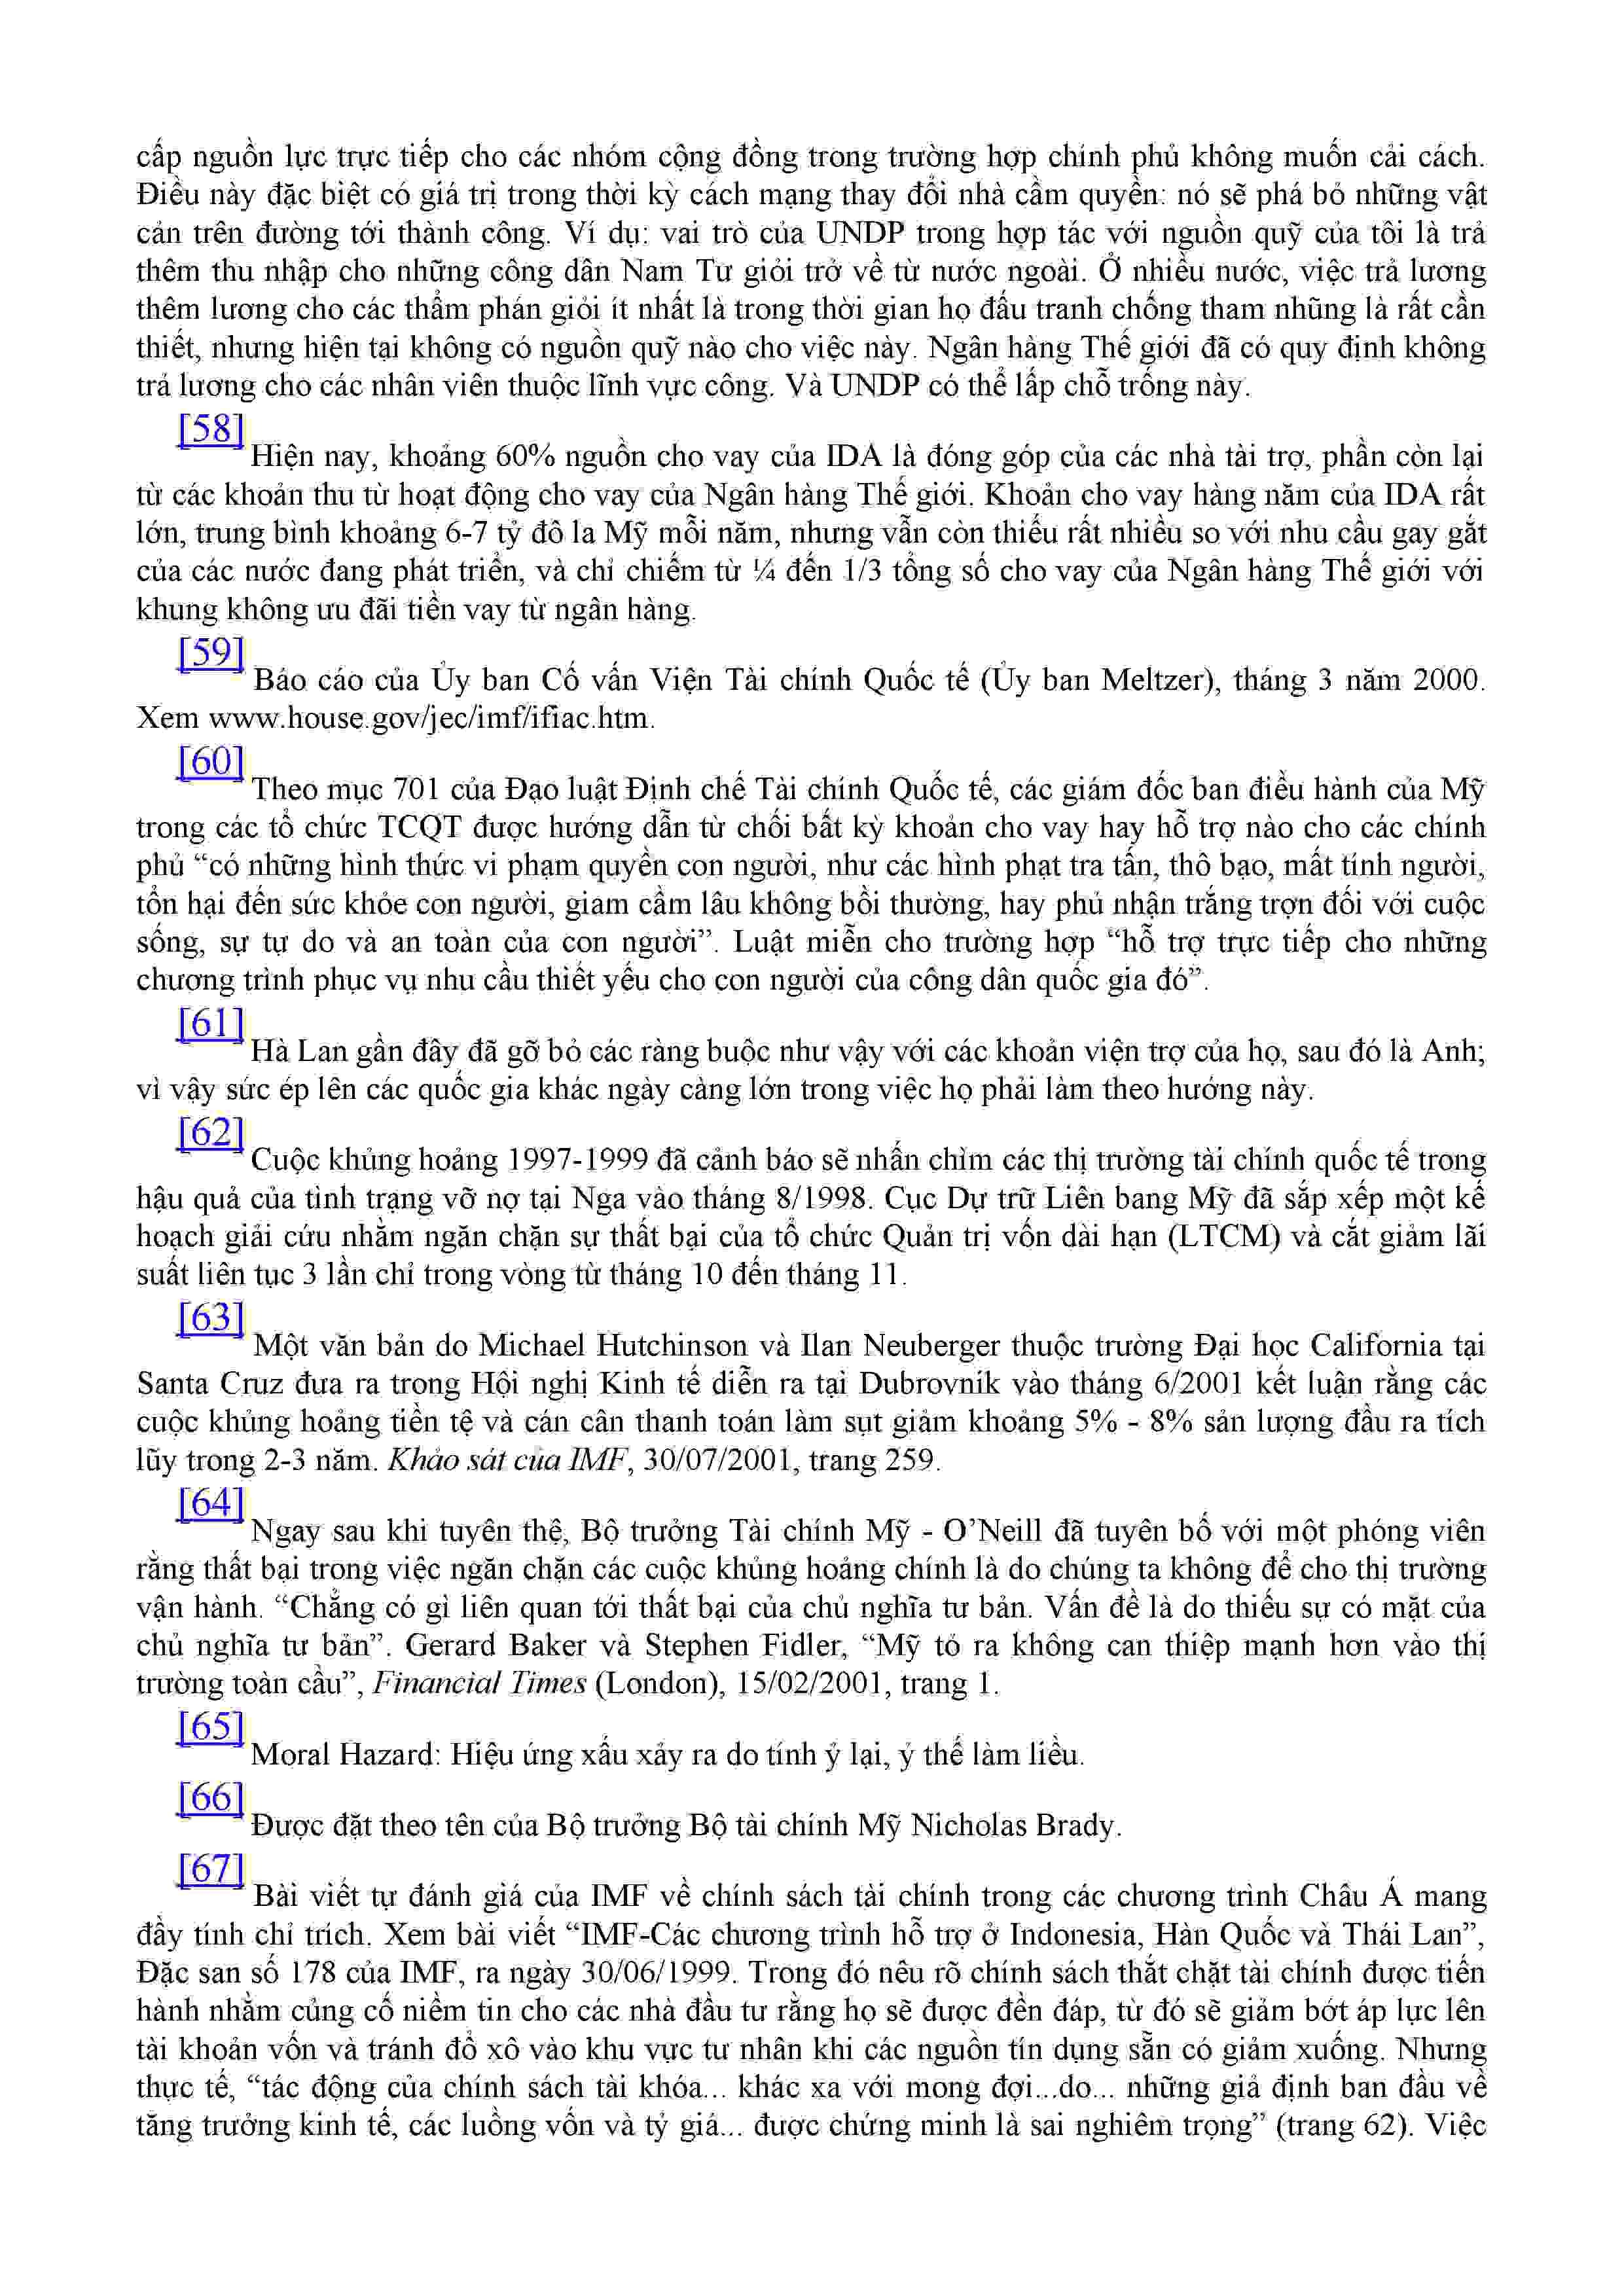 cấp nguồn lực trực tiếp cho các nhóm cộng đồng trong trường hợp chính phủ không muốn cải cách.
Điều này đặc biệt có giá trị trong thời kỳ cách mạng thay đổi nhà cầm quyền: nó sẽ phá bỏ những vật
cản trên đường tới thành công. Ví dụ: vai trò của UNDP trong hợp tác với nguồn quỹ của tôi là trả
thêm thu nhập cho những công dân Nam Tư giỏi trở về từ nước ngoài. Ở nhiều nước, việc trả lương
thêm lương cho các thẩm phán giỏi ít nhất là trong thời gian họ đấu tranh chống tham nhũng là rất cần
thiết, nhưng hiện tại không có nguồn quỹ nào cho việc này. Ngân hàng Thế giới đã có quy định không
trả lương cho các nhân viên thuộc lĩnh vực công. Và UNDP có thể lấp chỗ trống này.
[58]
Hiện nay, khoảng 60% nguồn cho vay của IDA là đóng góp của các nhà tài trợ, phần còn lại
từ các khoản thu từ hoạt động cho vay của Ngân hàng Thế giới. Khoản cho vay hàng năm của IDA rất
lớn, trung bình khoảng 6-7 tỷ đô la Mỹ mỗi năm, nhưng vẫn còn thiếu rất nhiều so với nhu cầu gay gắt
của các nước đang phát triển, và chỉ chiếm từ ¼ đến 1/3 tổng số cho vay của Ngân hàng Thế giới với
khung không ưu đãi tiền vay từ ngân hàng.
[59]
Báo cáo của Ủy ban Cố vấn Viện Tài chính Quốc tế (Ủy ban Meltzer), tháng 3 năm 2000.
Xem www.house.gov/jec/imf/ifiac.htm.
[60]
Theo mục 701 của Đạo luật Định chế Tài chính Quốc tế, các giám đốc ban điều hành của Mỹ
trong các tổ chức TCQT được hướng dẫn từ chối bất kỳ khoản cho vay hay hỗ trợ nào cho các chính
phủ “có những hình thức vi phạm quyền con người, như các hình phạt tra tấn, thô bạo, mất tính người,
tổn hại đến sức khỏe con người, giam cầm lâu không bồi thường, hay phủ nhận trắng trợn đối với cuộc
sống, sự tự do và an toàn của con người”. Luật miễn cho trường hợp “hỗ trợ trực tiếp cho những
chương trình phục vụ nhu cầu thiết yếu cho con người của công dân quốc gia đó”.
[61]
Hà Lan gần đây đã gỡ bỏ các ràng buộc như vậy với các khoản viện trợ của họ, sau đó là Anh;
vì vậy sức ép lên các quốc gia khác ngày càng lớn trong việc họ phải làm theo hướng này.
[62]
Cuộc khủng hoảng 1997-1999 đã cảnh báo sẽ nhấn chìm các thị trường tài chính quốc tế trong
hậu quả của tình trạng vỡ nợ tại Nga vào tháng 8/1998. Cục Dự trữ Liên bang Mỹ đã sắp xếp một kế
hoạch giải cứu nhằm ngăn chặn sự thất bại của tổ chức Quản trị vốn dài hạn (LTCM) và cắt giảm lãi
suất liên tục 3 lần chỉ trong vòng từ tháng 10 đến tháng 11.
[63]
Một văn bản do Michael Hutchinson và Ilan Neuberger thuộc trường Đại học California tại
Santa Cruz đưa ra trong Hội nghị Kinh tế diễn ra tại Dubrovnik vào tháng 6/2001 kết luận rằng các
cuộc khủng hoảng tiền tệ và cán cân thanh toán làm sụt giảm khoảng 5% - 8% sản lượng đầu ra tích
lũy trong 2-3 năm. Khảo sát của IMF, 30/07/2001, trang 259.
[64]
Ngay sau khi tuyên thệ, Bộ trưởng Tài chính Mỹ - O’Neill đã tuyên bố với một phóng viên
rằng thất bại trong việc ngăn chặn các cuộc khủng hoảng chính là do chúng ta không để cho thị trường
vận hành. “Chẳng có gì liên quan tới thất bại của chủ nghĩa tư bản. Vấn đề là do thiếu sự có mặt của
chủ nghĩa tư bản”. Gerard Baker và Stephen Fidler, “Mỹ tỏ ra không can thiệp mạnh hơn vào thị
trường toàn cầu”, Financial Times (London), 15/02/2001, trang 1.
[65]
Moral Hazard: Hiệu ứng xấu xảy ra do tính ỷ lại, ỷ thế làm liều.
[66]
Được đặt theo tên của Bộ trưởng Bộ tài chính Mỹ Nicholas Brady.
[67]
Bài viết tự đánh giá của IMF về chính sách tài chính trong các chương trình Châu Á mang
đầy tính chỉ trích. Xem bài viết “IMF-Các chương trình hỗ trợ ở Indonesia, Hàn Quốc và Thái Lan”,
Đặc san số 178 của IMF, ra ngày 30/06/1999. Trong đó nêu rõ chính sách thắt chặt tài chính được tiến
hành nhằm củng cố niềm tin cho các nhà đầu tư rằng họ sẽ được đền đáp, từ đó sẽ giảm bớt áp lực lên
tài khoản vốn và tránh đổ xô vào khu vực tư nhân khi các nguồn tín dụng sẵn có giảm xuống. Nhưng
thực tế, “tác động của chính sách tài khóa... khác xa với mong đợi...do... những giả định ban đầu về
tăng trưởng kinh tế, các luồng vốn và tỷ giá... được chứng minh là sai nghiêm trọng” (trang 62). Việc